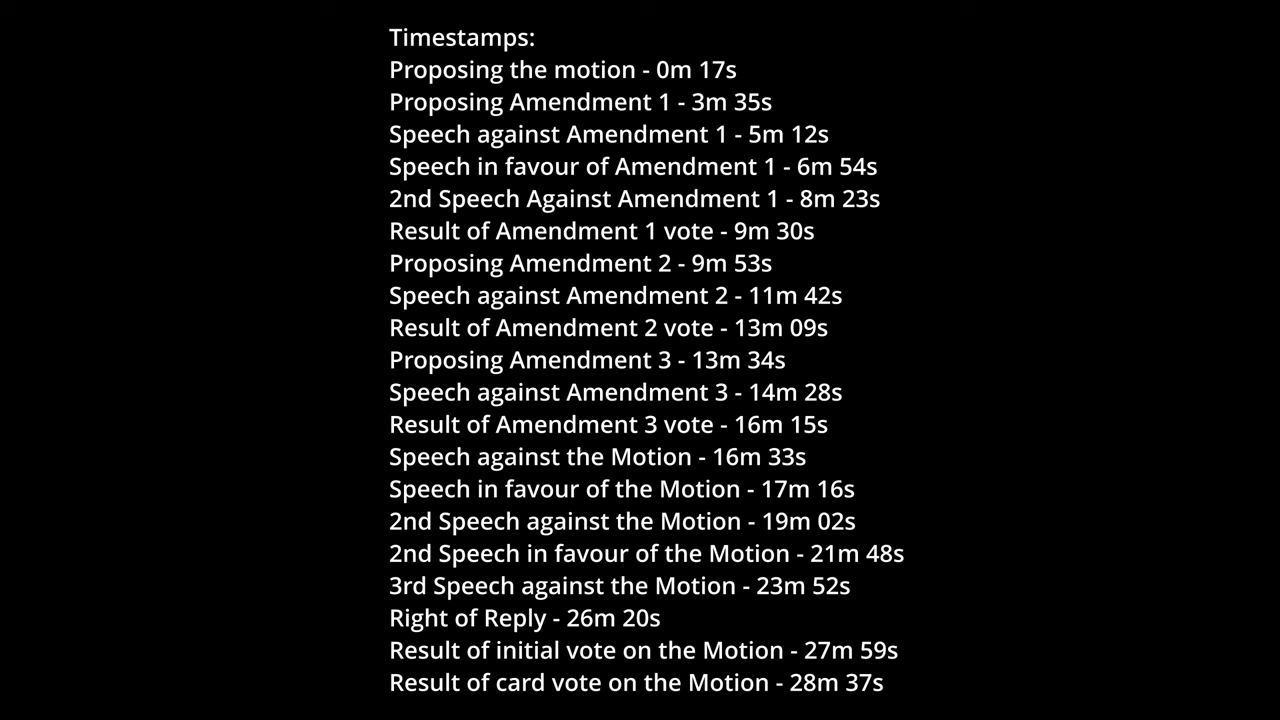 Timestamps:
Proposing the motion - 0m 17s
Proposing Amendment 1 - 3m 35s
Speech against Amendment 1 - 5m 12s
Speech in favour of Amendment 1 - 6m 54s
2nd Speech Against Amendment 1 - 8m 23s
Result of Amendment 1 vote - 9m 30s
Proposing Amendment 2 - 9m 53s
Speech against Amendment 2 - 11m 42s
Result of Amendment 2 vote - 13m 09s
Proposing Amendment 3 - 13m 34s
Speech against Amendment 3 - 14m 28s
Result of Amendment 3 vote - 16m 15s
Speech against the Motion - 16m 33s
Speech in favour of the Motion - 17m 16s
2nd Speech against the Motion - 19m 02s
2nd Speech in favour of the Motion - 21m 48s
3rd Speech against the Motion - 23m 52s
Right of Reply - 26m 20s
Result of initial vote on the Motion - 27m 59s
Result of card vote on the Motion - 28m 37s